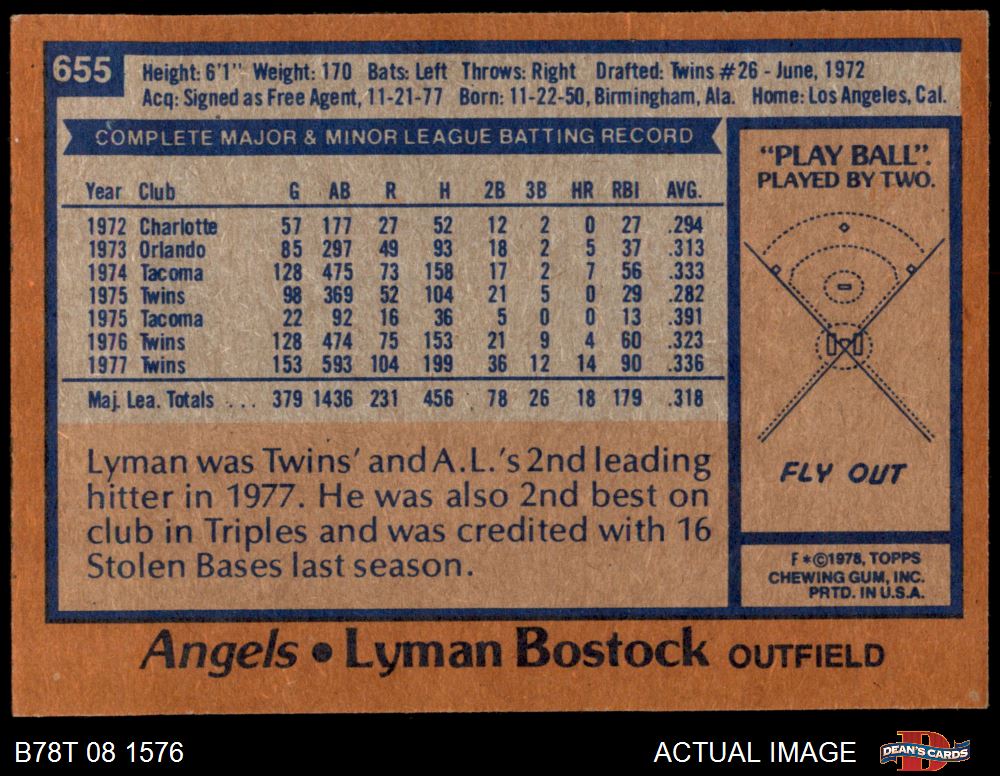 655
Height: 6'1" Weight: 170 Bats: Left Throws: Right Drafted: Twins #26 - June, 1972
Acq: Signed as Free Agent, 11-21-77 Born: 11-22-50, Birmingham, Ala. Home: Los Angeles, Cal.
COMPLETE MAJOR & MINOR LEAGUE BATTING RECORD
Year Club G AB R H 2B 3B HR RBI AVG.
1972 Charlotte 57 177 27 52 12 2 0 27 .294
1973 Orlando 85 297 49 93 18 2 5 37 .313
1974 Tacoma 128 475 73 158 17 2 7 56 .333
1975 Twins 98 369 52 104 21 5 0 29 .282
1975 Tacoma 22 92 16 36 5 0 0 13 .391
1976 Twins 128 474 75 153 21 9 4 60 .323
1977 Twins 153 593 104 199 36 12 14 90 .336
Maj. Lea. Totals ... 379 1436 231 456 78 26 18 179 .318
Lyman was Twins' and A.L.'s 2nd leading
hitter in 1977. He was also 2nd best on
club in Triples and was credited with 16
Stolen Bases last season.
"PLAY BALL".
PLAYED BY TWO.
FLY OUT
F*©1978, TOPPS
CHEWING GUM, INC.
PRTD. IN U.S.A.
Angels • Lyman Bostock OUTFIELD
B78T 08 1576 ACTUAL IMAGE DEAN'S CARDS